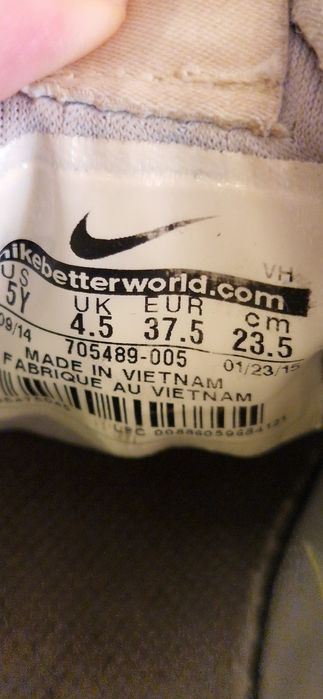 nikebetterworld.com
VH
US UK EUR cm
5Y 4.5 37.5 23.5
09/14 705489-005 01/23/15
MADE IN VIETNAM
FABRIQUE AU VIETNAM